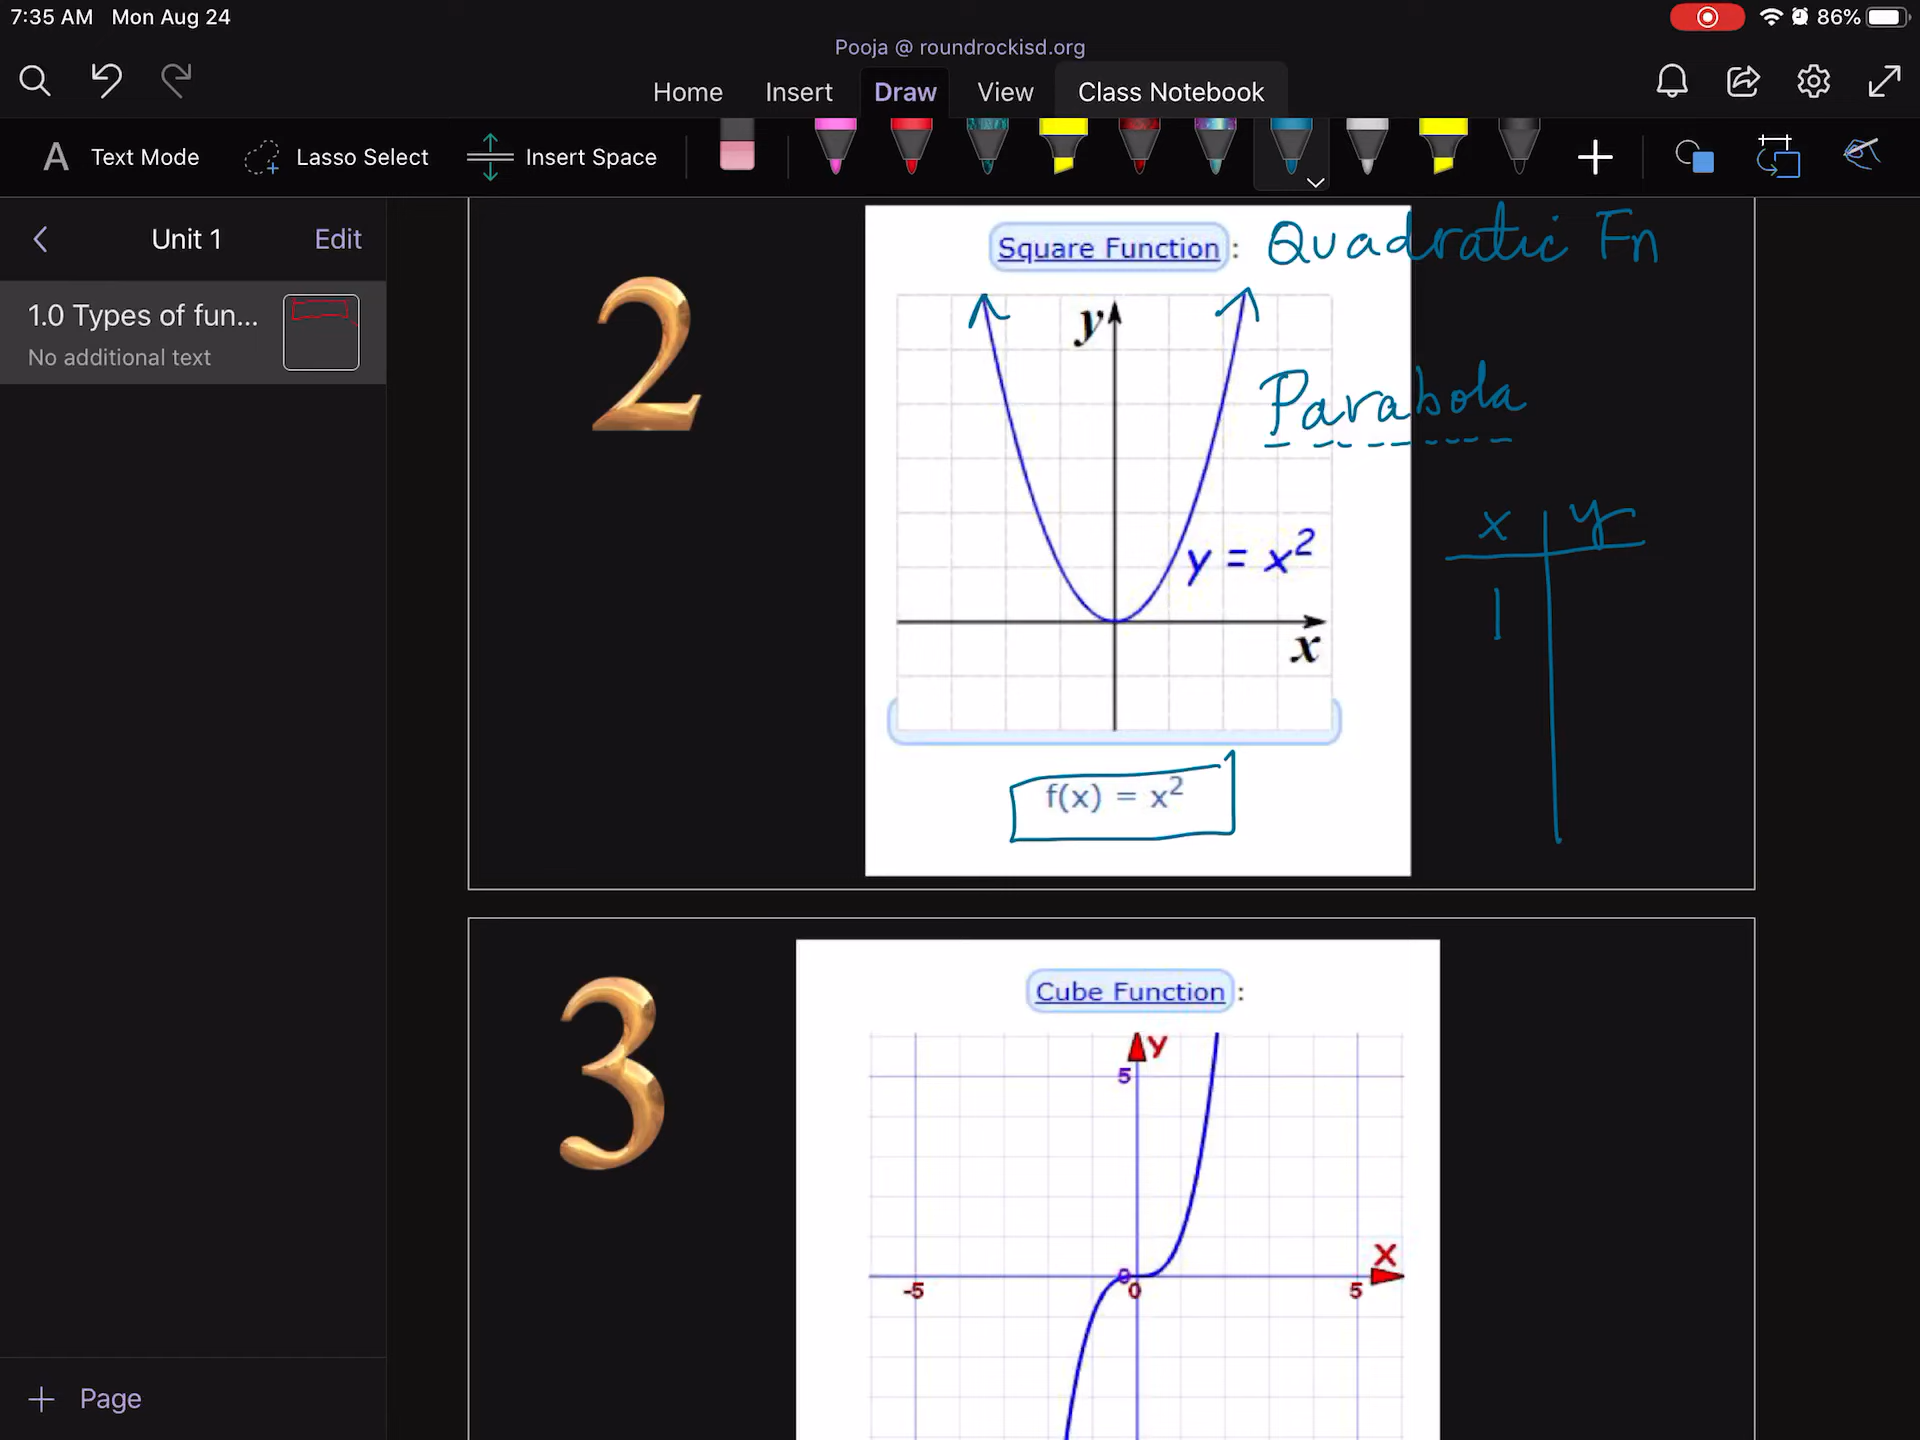 7:35 AM Mon Aug 24
86%
Pooja @ roundrockisd.org
Home Insert Draw View Class Notebook
A Text Mode Lasso Select Insert Space
Unit 1 Edit
1.0 Types of fun...
No additional text
2
Square Function : Quadratic Fn
y
Parabola
y = x²
x
x y
1
f(x) = x²
3
Cube Function :
Y
5
X
0
-5 0 5
+ Page